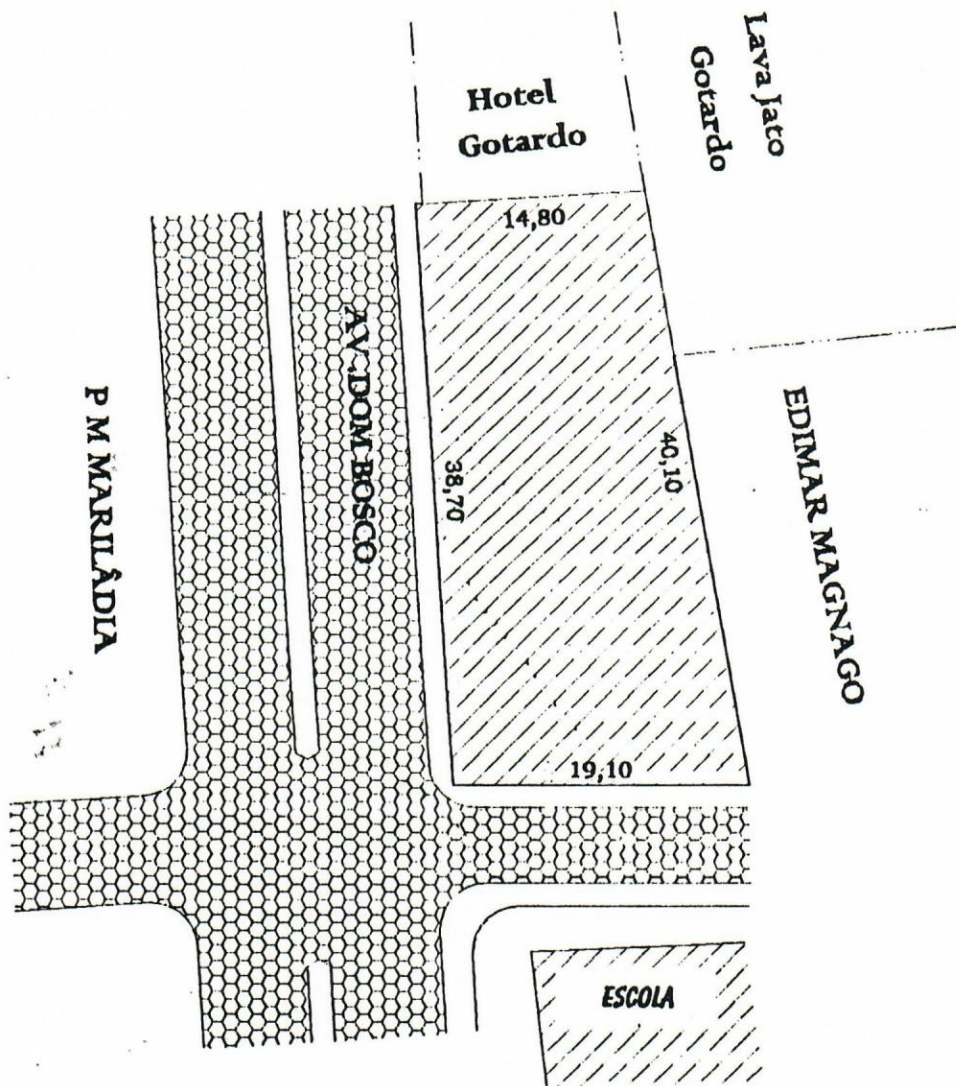 Hotel
Gotardo
Lava Jato
Gotardo
14,80
AV. DOM BOSCO
38,70
40,10
P M MARILÂDIA
EDIMAR MAGNAGO
19,10
ESCOLA